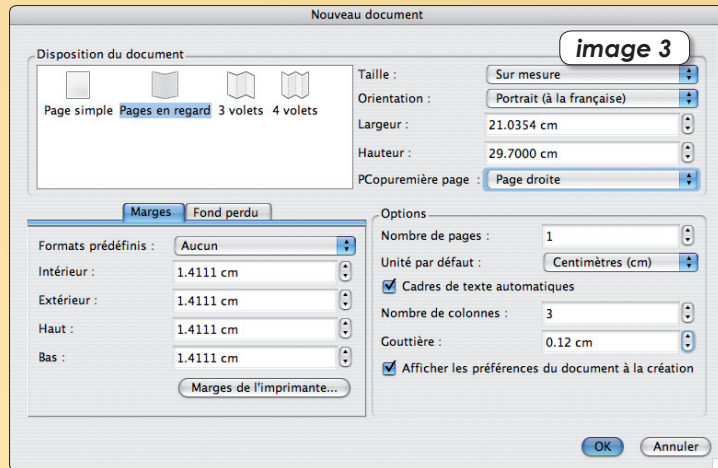 Nouveau document
image 3
Disposition du document
Page simple Pages en regard 3 volets 4 volets
Taille : Sur mesure
Orientation : Portrait (à la française)
Largeur : 21.0354 cm
Hauteur : 29.7000 cm
PCopuremière page : Page droite
Marges Fond perdu
Formats prédéfinis : Aucun
Intérieur : 1.4111 cm
Extérieur : 1.4111 cm
Haut : 1.4111 cm
Bas : 1.4111 cm
Marges de l'imprimante...
Options
Nombre de pages : 1
Unité par défaut : Centimètres (cm)
Cadres de texte automatiques
Nombre de colonnes : 3
Gouttière : 0.12 cm
Afficher les préférences du document à la création
OK Annuler